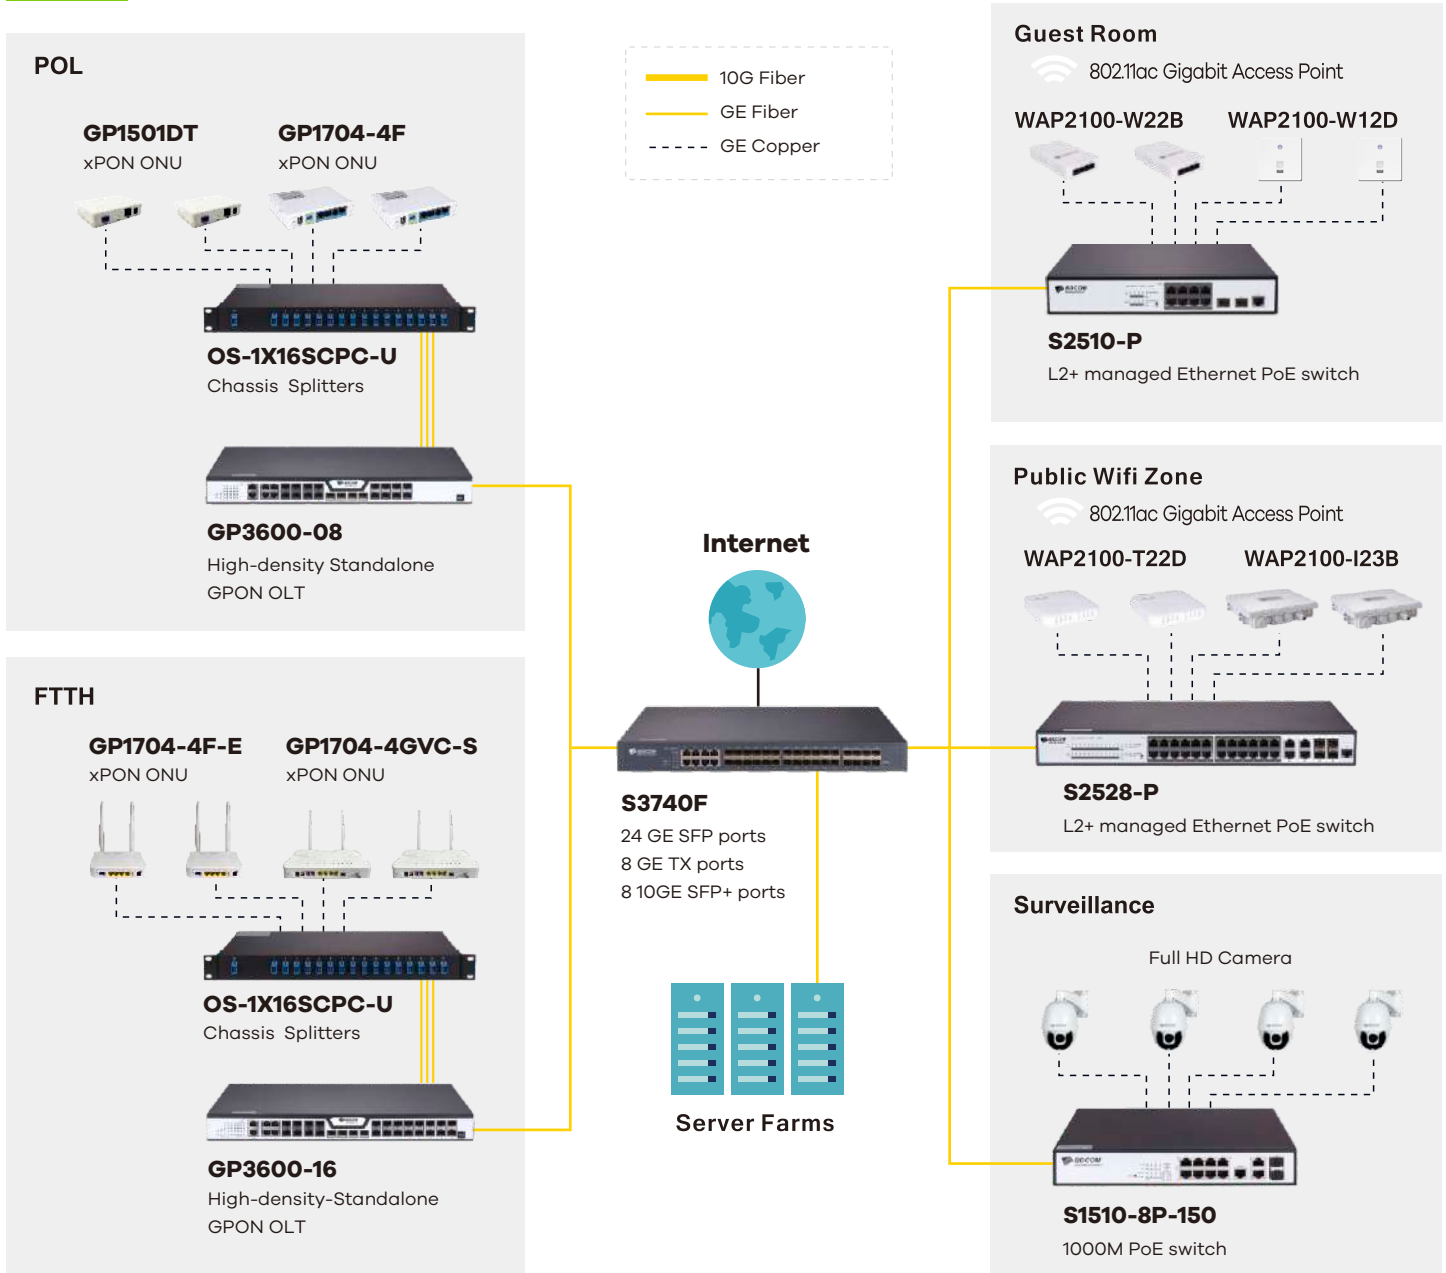 POL
GP1501DT
xPON ONU
GP1704-4F
xPON ONU
OS-1X16SCPC-U
Chassis Splitters
GP3600-08
High-density Standalone
GPON OLT
FTTH
GP1704-4F-E
xPON ONU
GP1704-4GVC-S
xPON ONU
OS-1X16SCPC-U
Chassis Splitters
GP3600-16
High-density-Standalone
GPON OLT
10G Fiber
GE Fiber
GE Copper
Internet
S3740F
24 GE SFP ports
8 GE TX ports
8 10GE SFP+ ports
Server Farms
Guest Room
802.11ac Gigabit Access Point
WAP2100-W22B
WAP2100-W12D
BDCOM
S2510-P
L2+ managed Ethernet PoE switch
Public Wifi Zone
802.11ac Gigabit Access Point
WAP2100-T22D
WAP2100-I23B
S2528-P
L2+ managed Ethernet PoE switch
Surveillance
Full HD Camera
BDCOM
S1510-8P-150
1000M PoE switch